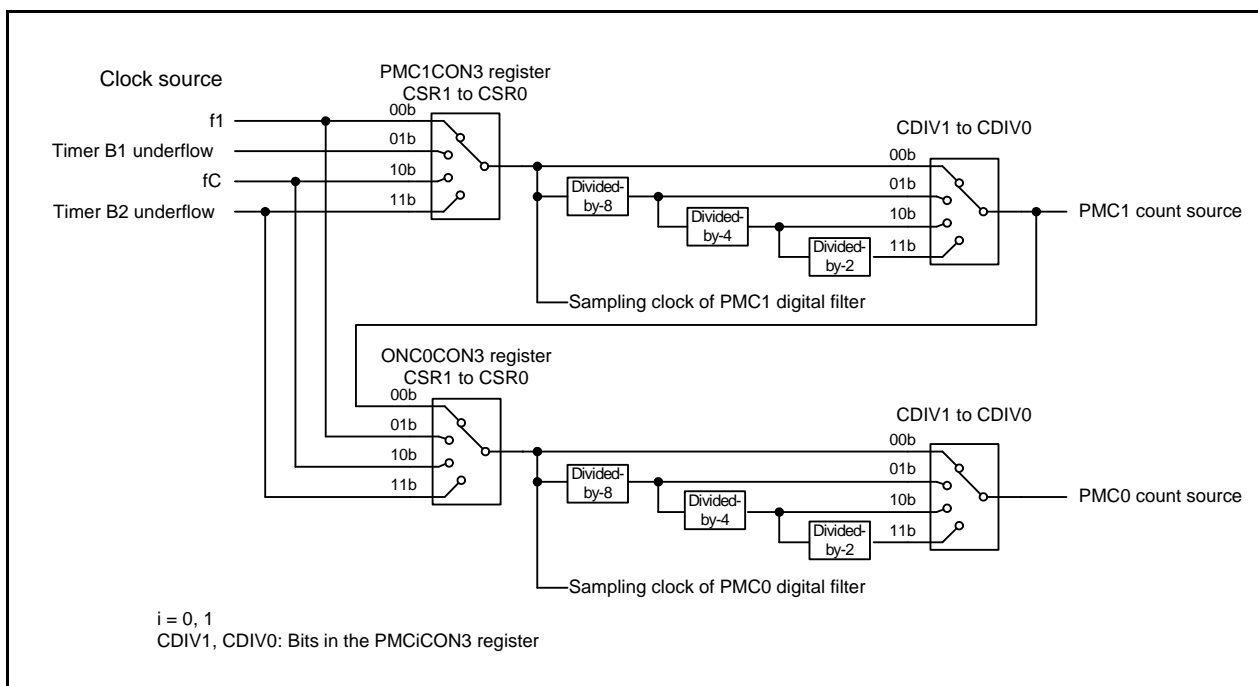 Clock source
f1
Timer B1 underflow
fC
Timer B2 underflow
PMC1CON3 register
CSR1 to CSR0
00b
01b
10b
11b
Divided-
by-8
Divided-
by-4
Divided-
by-2
CDIV1 to CDIV0
00b
01b
10b
11b
PMC1 count source
Sampling clock of PMC1 digital filter
ONC0CON3 register
CSR1 to CSR0
00b
01b
10b
11b
Divided-
by-8
Divided-
by-4
Divided-
by-2
CDIV1 to CDIV0
00b
01b
10b
11b
PMC0 count source
Sampling clock of PMC0 digital filter
i = 0, 1
CDIV1, CDIV0: Bits in the PMCiCON3 register